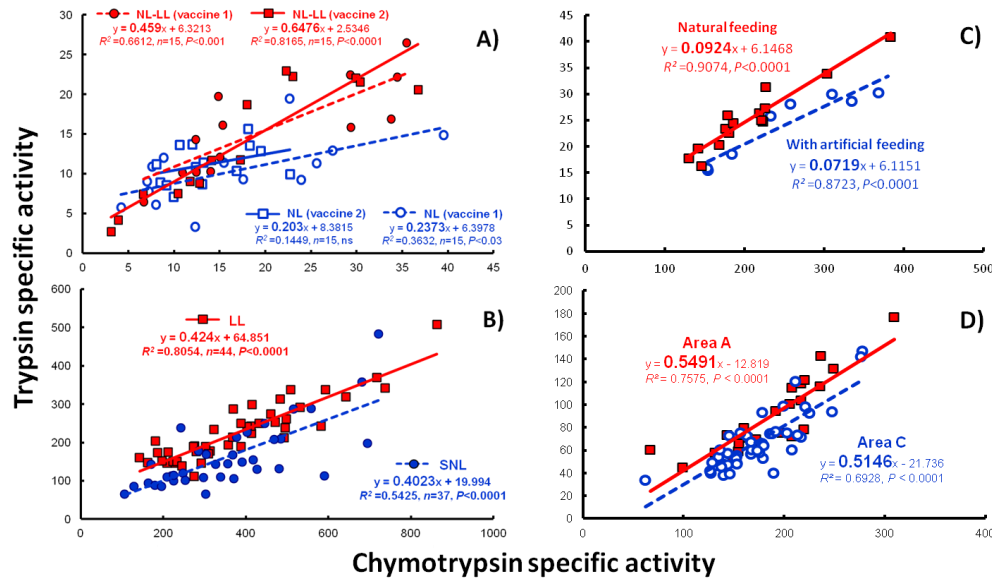 Trypsin specific activity
Chymotrypsin specific activity
A)
NL-LL (vaccine 1)
y = 0.459x + 6.3213
R² = 0.6612, n=15, P<0.001
NL-LL (vaccine 2)
y = 0.6476x + 2.5346
R² = 0.8165, n=15, P<0.0001
NL (vaccine 2)
y = 0.203x + 8.3815
R² = 0.1449, n=15, ns
NL (vaccine 1)
y = 0.2373x + 6.3978
R² = 0.3632, n=15, P<0.03
30
25
20
15
10
5
0
0 5 10 15 20 25 30 35 40 45
C)
Natural feeding
y = 0.0924x + 6.1468
R² = 0.9074, P<0.0001
With artificial feeding
y = 0.0719x + 6.1151
R² = 0.8723, P<0.0001
45
40
35
30
25
20
15
10
5
0
0 100 200 300 400 500
B)
LL
y = 0.424x + 64.851
R² = 0.8054, n=44, P<0.0001
SNL
y = 0.4023x + 19.994
R² = 0.5425, n=37, P<0.0001
600
500
400
300
200
100
0
0 200 400 600 800 1000
D)
Area A
y = 0.5491x - 12.819
R² = 0.7575, P < 0.0001
Area C
y = 0.5146x - 21.736
R² = 0.6928, P < 0.0001
200
180
160
140
120
100
80
60
40
20
0
0 100 200 300 400